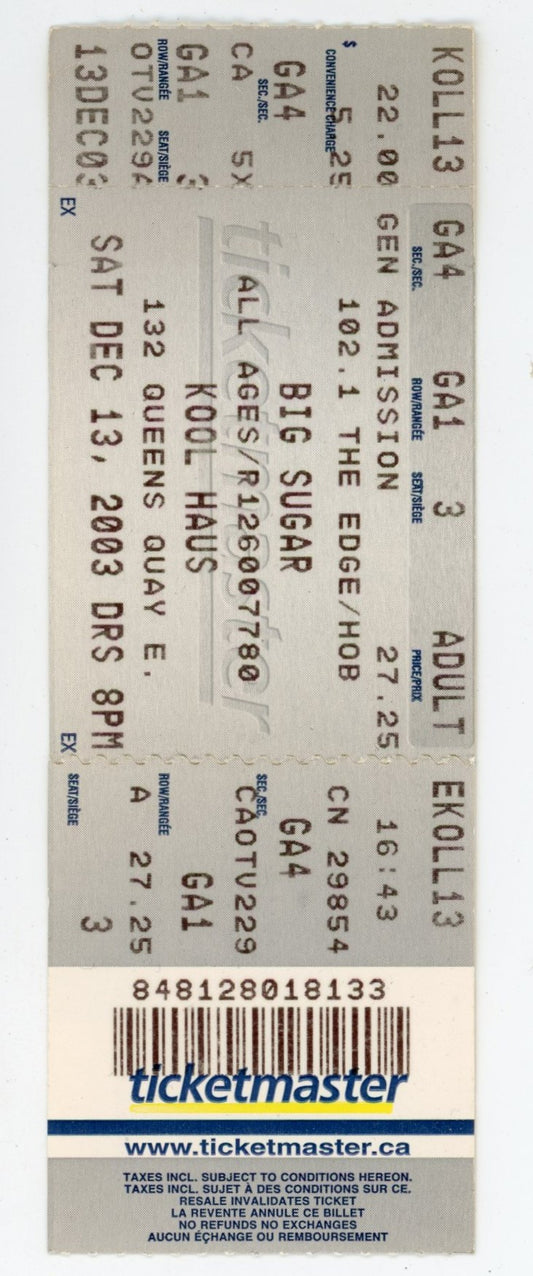 KOLL13
22.00
$
5.25
CONVENIENCE CHARGE
GA4
SEC./SEC.
CA 5X
GA1 3
ROW/RANGÉE SEAT/SIÈGE
OTV229A
13DEC03
GA4 GA1 3 ADULT
SEC./SEC. ROW/RANGÉE SEAT/SIÈGE PRICE/PRIX
GEN ADMISSION 27.25
102.1 THE EDGE/HOB
BIG SUGAR
ticketmaster
ALL AGES/R126007780
KOOL HAUS
132 QUEENS QUAY E.
SAT DEC 13, 2003 DRS 8PM
EX EX
EKOLL13
16:43
CN 29854
GA4
SEC./SEC.
CAOTV229
GA1
ROW/RANGÉE
A 27.25
3
SEAT/SIÈGE
848128018133
ticketmaster
www.ticketmaster.ca
TAXES INCL. SUBJECT TO CONDITIONS HEREON.
TAXES INCL. SUJET À DES CONDITIONS SUR CE.
RESALE INVALIDATES TICKET
LA REVENTE ANNULE CE BILLET
NO REFUNDS NO EXCHANGES
AUCUN ÉÇHANGE OU REMBOURSEMENT